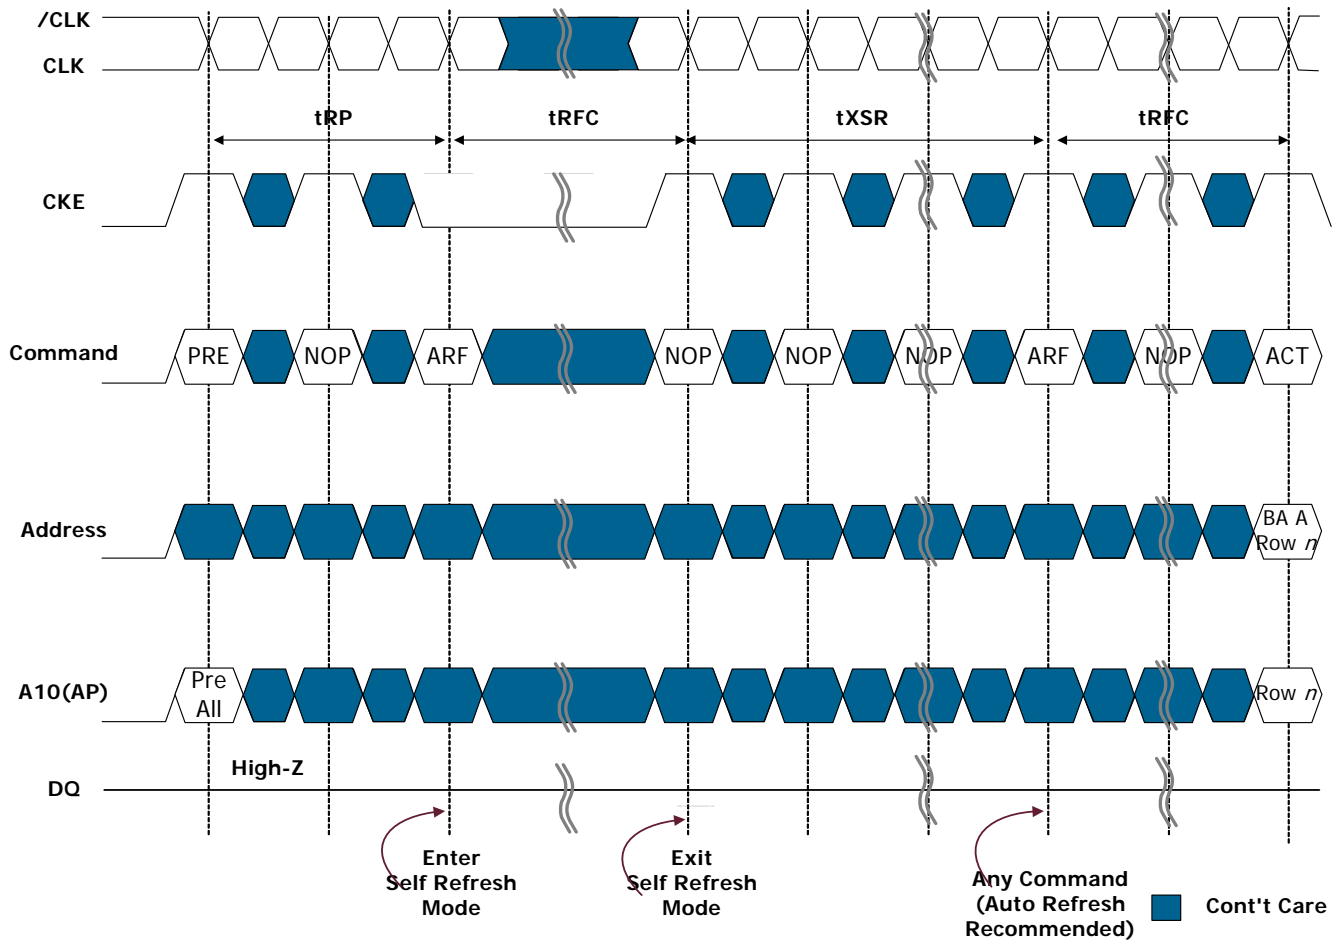 /CLK
CLK
tRP tRFC tXSR tRFC
CKE
Command PRE NOP ARF NOP NOP NOP ARF NOP ACT
Address BA A
Row n
A10(AP) Pre
All Row n
High-Z
DQ
Enter
Self Refresh
Mode
Exit
Self Refresh
Mode
Any Command
(Auto Refresh
Recommended)
Cont't Care